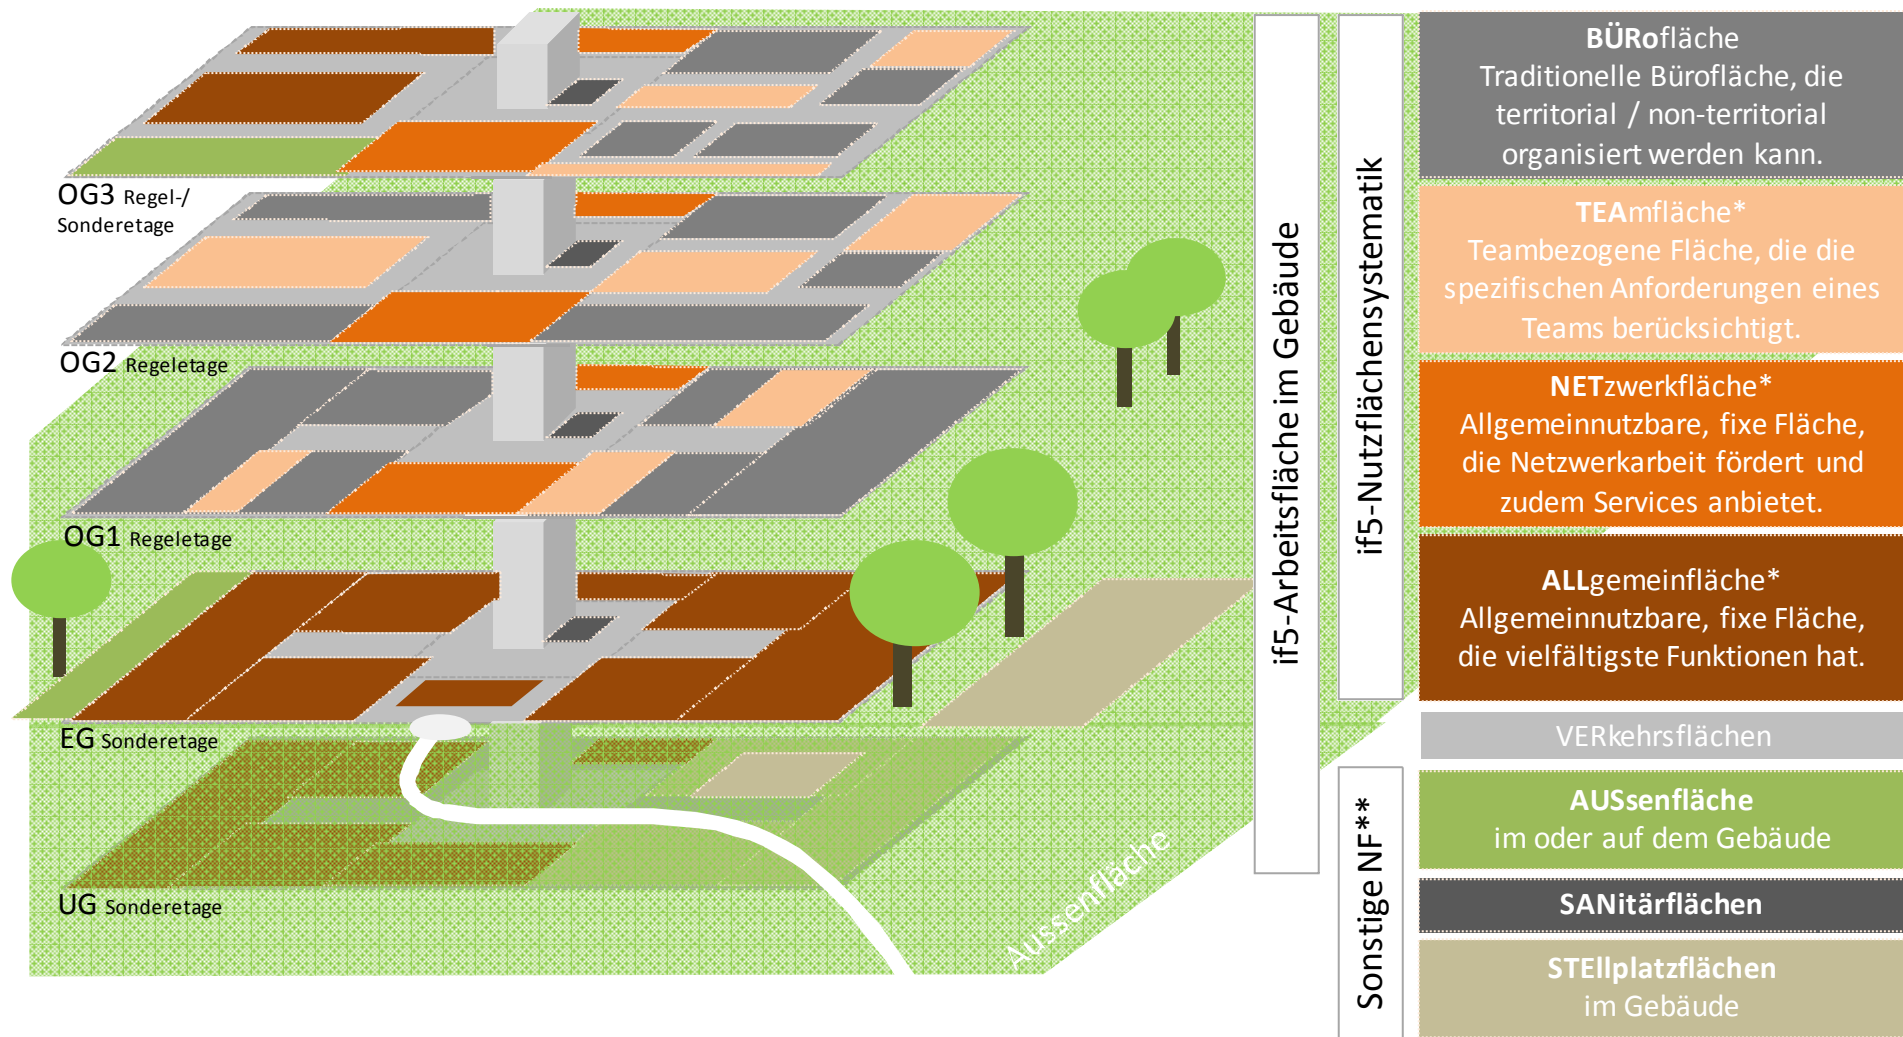 OG3 Regel-/
Sonderetage
OG2 Regeletage
OG1 Regeletage
EG Sonderetage
UG Sonderetage
Aussenfläche
if5-Arbeitsfläche im Gebäude
if5-Nutzflächensystematik
Sonstige NF**
BÜRofläche
Traditionelle Bürofläche, die
territorial / non-territorial
organisiert werden kann.
TEAmfläche*
Teambezogene Fläche, die die
spezifischen Anforderungen eines
Teams berücksichtigt.
NETzwerkfläche*
Allgemeinnutzbare, fixe Fläche,
die Netzwerkarbeit fördert und
zudem Services anbietet.
ALLgemeinfläche*
Allgemeinnutzbare, fixe Fläche,
die vielfältigste Funktionen hat.
VERkehrsflächen
AUSsenfläche
im oder auf dem Gebäude
SANitärflächen
STEllplatzflächen
im Gebäude